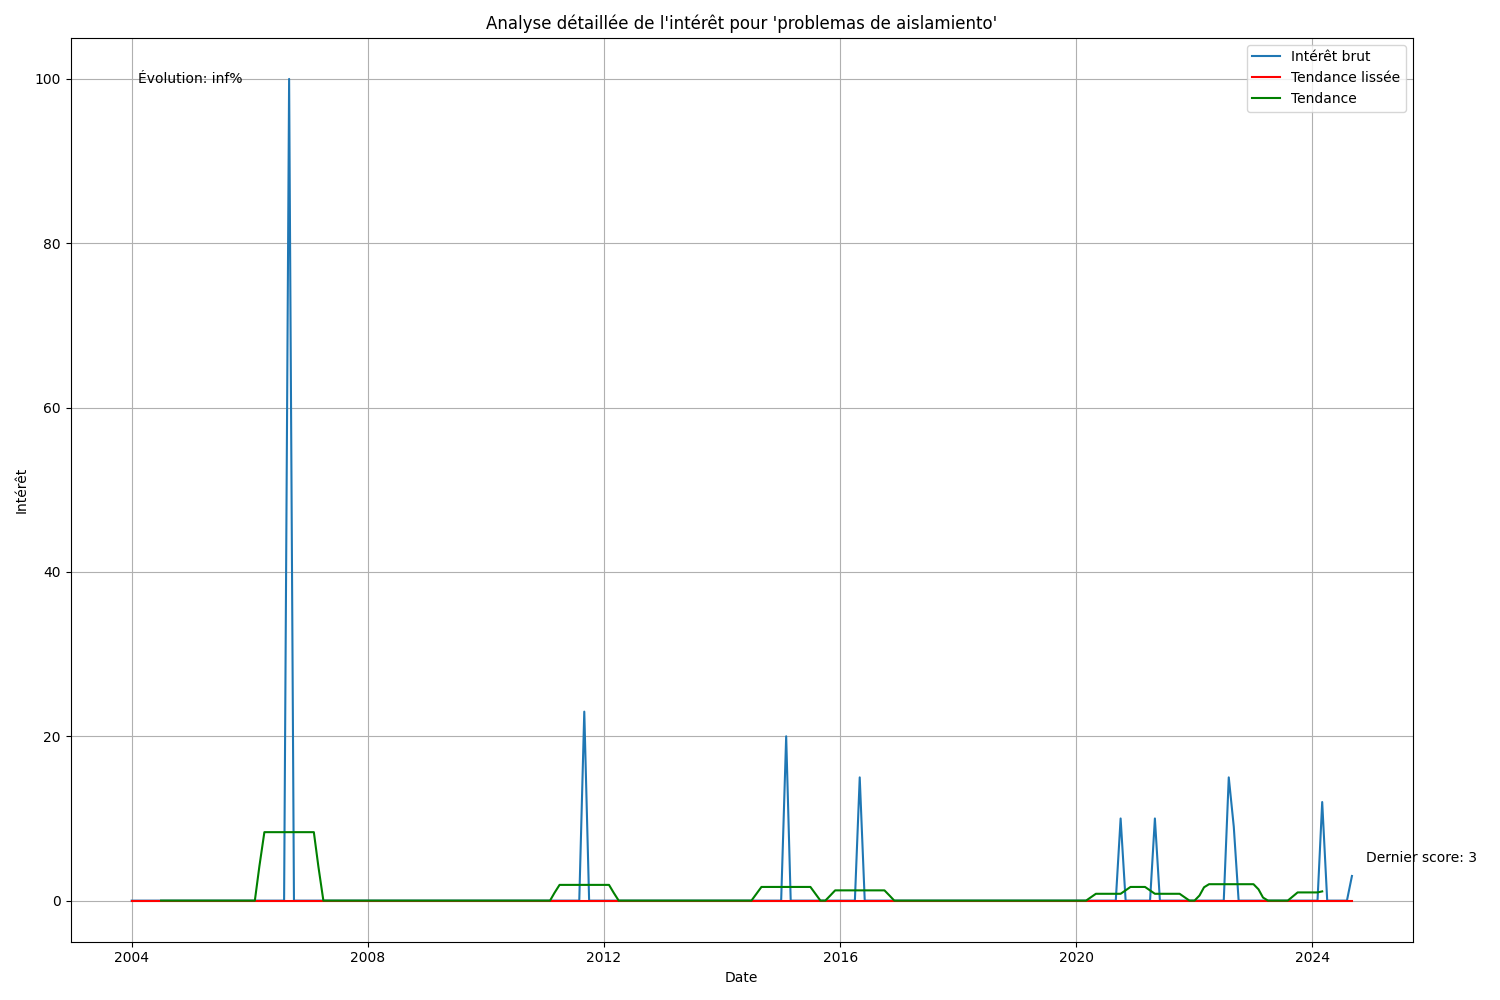 Analyse détaillée de l'intérêt pour 'problemas de aislamiento'
Évolution: inf%
Intérêt brut
Tendance lissée
Tendance
100
80
60
40
20
0
Intérêt
Dernier score: 3
2004
2008
2012
2016
2020
2024
Date